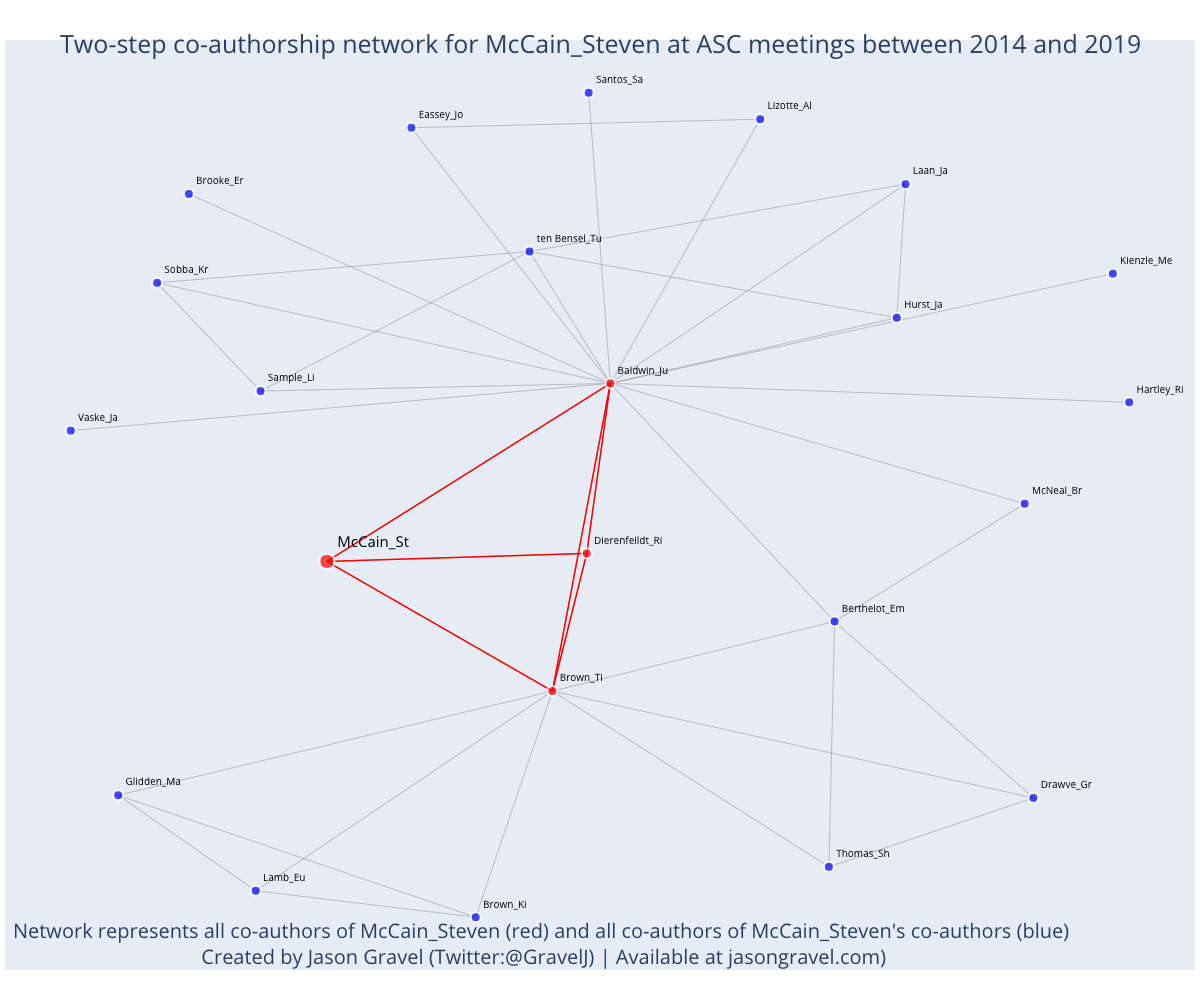 Two-step co-authorship network for McCain_Steven at ASC meetings between 2014 and 2019
Santos_Sa
Lizotte_Al
Eassey_Jo
Laan_Ja
Brooke_Er
ten Bensel_Tu
Kienzle_Me
Sobba_Kr
Hurst_Ja
Baldwin_Ju
Sample_Li
Hartley_Ri
Vaske_Ja
McNeal_Br
Dierenfeildt_Ri
McCain_St
Berthelot_Em
Brown_Ti
Glidden_Ma
Drawve_Gr
Thomas_Sh
Lamb_Eu
Brown_Ki
Network represents all co-authors of McCain_Steven (red) and all co-authors of McCain_Steven's co-authors (blue)
Created by Jason Gravel (Twitter:@GravelJ) | Available at jasongravel.com)